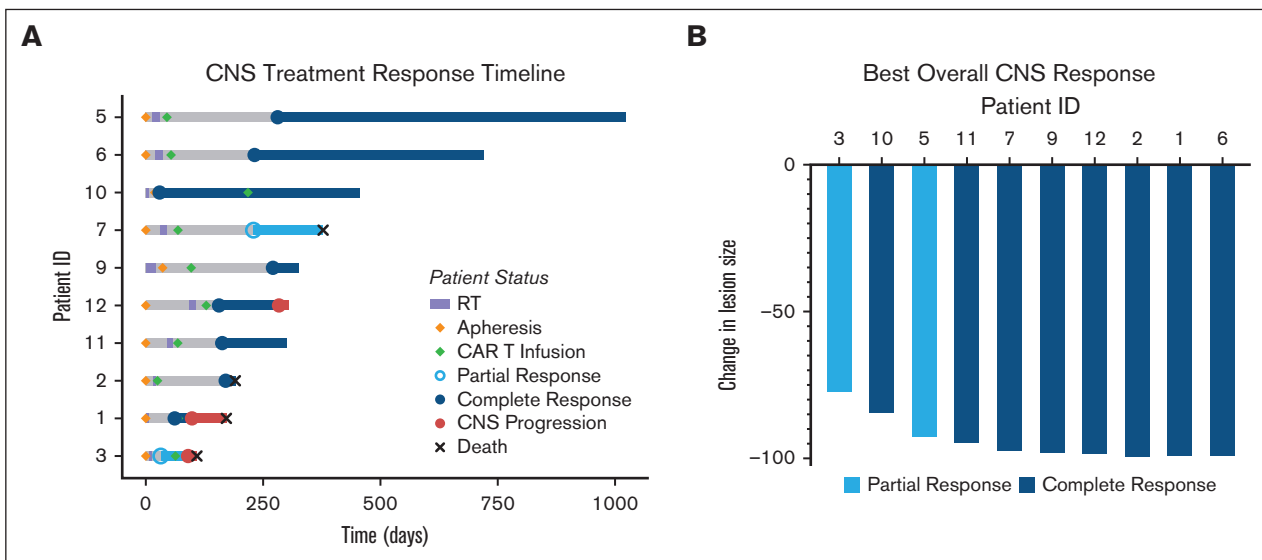 A
CNS Treatment Response Timeline
Patient ID
5
6
10
7
9
12
11
2
1
3
0 250 500 750 1000
Time (days)
Patient Status
RT
Apheresis
CAR T Infusion
Partial Response
Complete Response
CNS Progression
Death
B
Best Overall CNS Response
Patient ID
3 10 5 11 7 9 12 2 1 6
Change in lesion size
0
−50
−100
Partial Response Complete Response